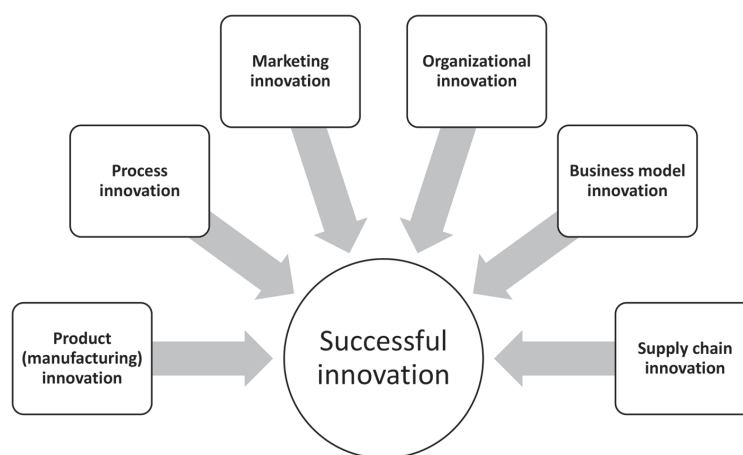 Marketing
innovation
Organizational
innovation
Process
innovation
Business model
innovation
Product
(manufacturing)
innovation
Successful
innovation
Supply chain
innovation